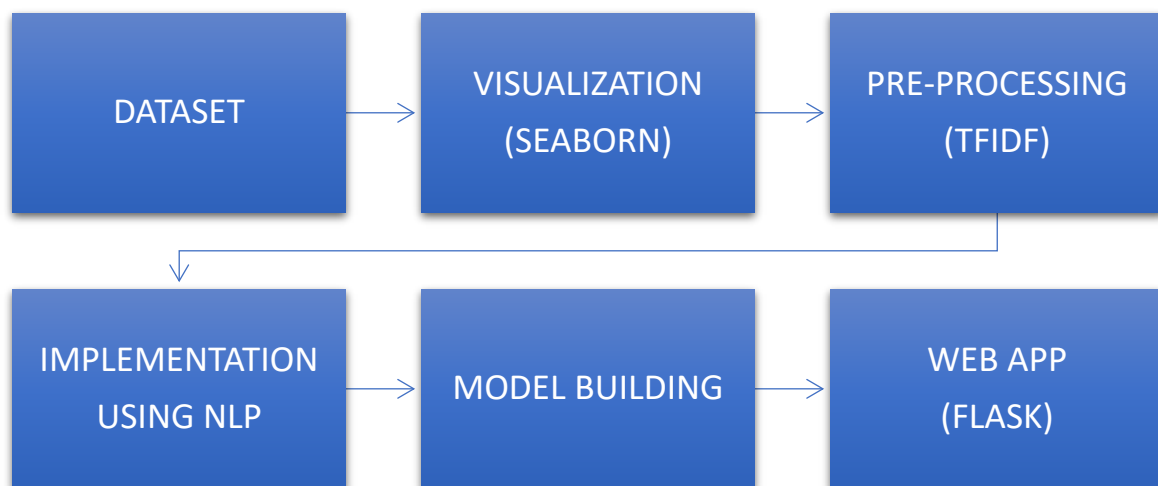 DATASET
VISUALIZATION
(SEABORN)
PRE-PROCESSING
(TFIDF)
IMPLEMENTATION
USING NLP
MODEL BUILDING
WEB APP
(FLASK)